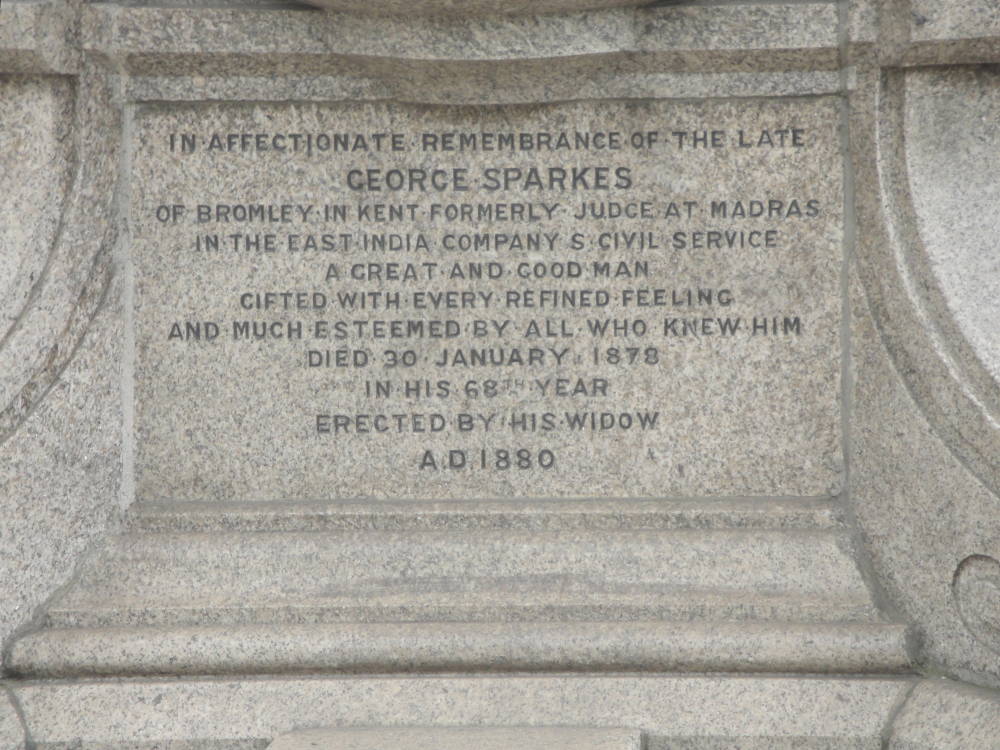 IN·AFFECTIONATE·REMEMBRANCE·OF·THE LATE
GEORGE·SPARKES
OF BROMLEY·IN KENT·FORMERLY·JUDGE AT MADRAS
IN·THE EAST·INDIA COMPANY S·CIVIL SERVICE
A GREAT·AND·GOOD MAN
GIFTED WITH·EVERY·REFINED·FEELING
AND MUCH ESTEEMED·BY ALL·WHO KNEW·HIM
DIED·30 JANUARY 1878
IN·HIS 68TH YEAR
ERECTED·BY HIS·WIDOW
A.D.1880